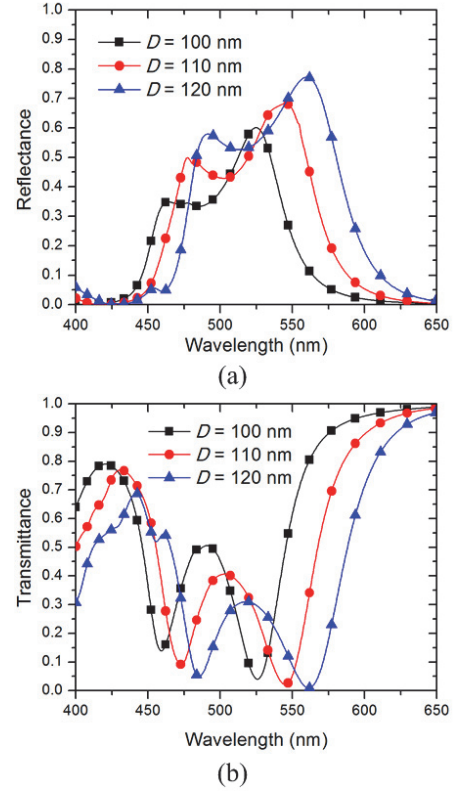 1.0
0.9
0.8
0.7
0.6
0.5
0.4
0.3
0.2
0.1
0.0
Reflectance
D = 100 nm
D = 110 nm
D = 120 nm
400 450 500 550 600 650
Wavelength (nm)
(a)
1.0
0.9
0.8
0.7
0.6
0.5
0.4
0.3
0.2
0.1
0.0
Transmittance
D = 100 nm
D = 110 nm
D = 120 nm
400 450 500 550 600 650
Wavelength (nm)
(b)